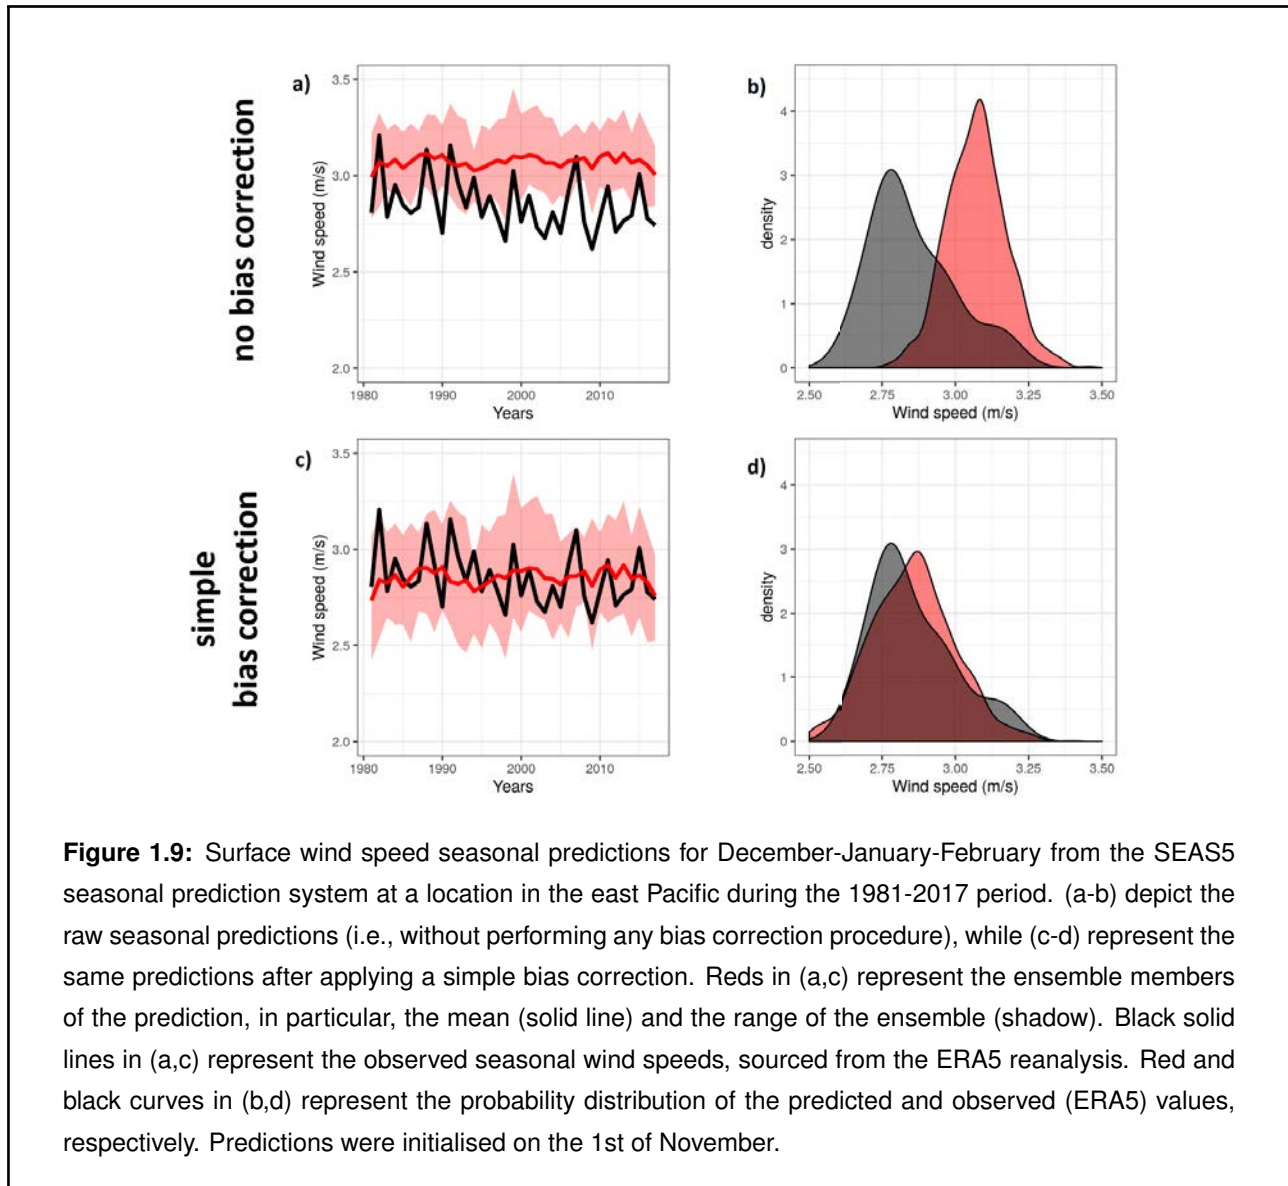 no bias correction
a)
3.5
3.0
2.5
2.0
Wind speed (m/s)
1980 1990 2000 2010
Years
b)
4
3
2
1
0
density
2.50 2.75 3.00 3.25 3.50
Wind speed (m/s)
simple
bias correction
c)
3.5
3.0
2.5
2.0
Wind speed (m/s)
1980 1990 2000 2010
Years
d)
4
3
2
1
0
density
2.50 2.75 3.00 3.25 3.50
Wind speed (m/s)
Figure 1.9: Surface wind speed seasonal predictions for December-January-February from the SEAS5
seasonal prediction system at a location in the east Pacific during the 1981-2017 period. (a-b) depict the
raw seasonal predictions (i.e., without performing any bias correction procedure), while (c-d) represent the
same predictions after applying a simple bias correction. Reds in (a,c) represent the ensemble members
of the prediction, in particular, the mean (solid line) and the range of the ensemble (shadow). Black solid
lines in (a,c) represent the observed seasonal wind speeds, sourced from the ERA5 reanalysis. Red and
black curves in (b,d) represent the probability distribution of the predicted and observed (ERA5) values,
respectively. Predictions were initialised on the 1st of November.